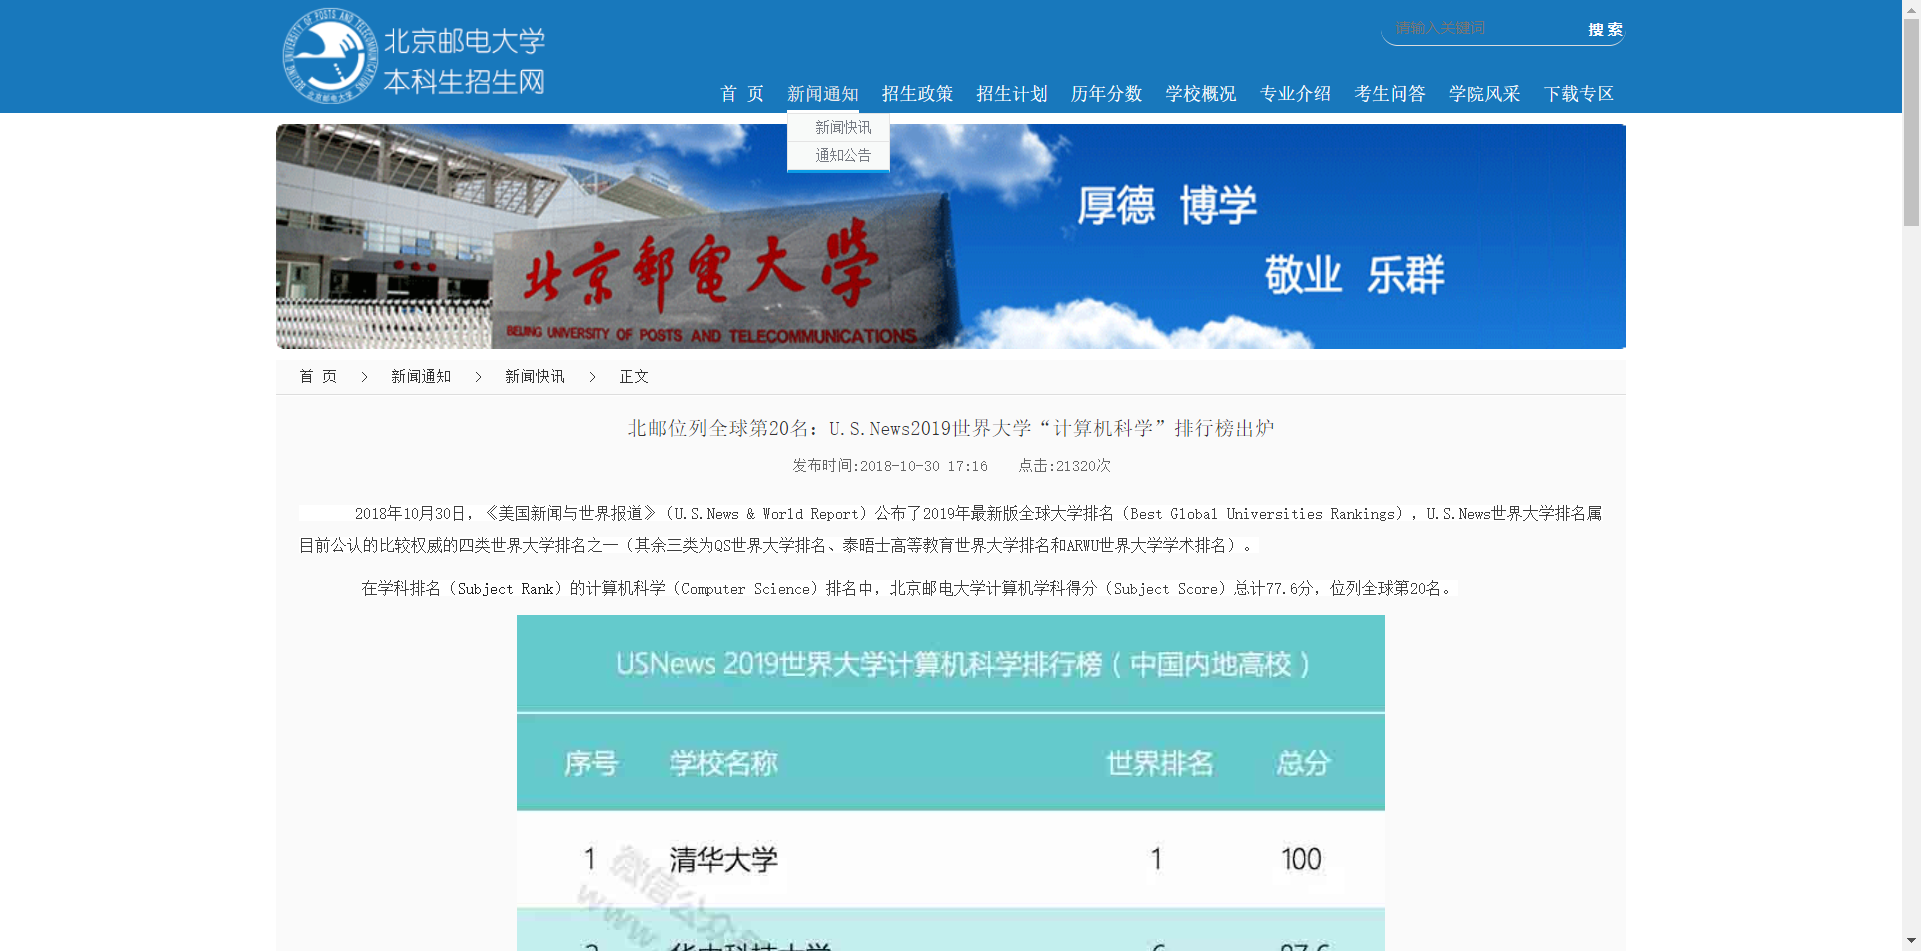 北京邮电大学
本科生招生网
请输入关键词
搜 索
首 页 新闻通知 招生政策 招生计划 历年分数 学校概况 专业介绍 考生问答 学院风采 下载专区
新闻快讯
通知公告
厚德 博学
敬业 乐群
北京郵電大學
BEIJING UNIVERSITY OF POSTS AND TELECOMMUNICATIONS
首 页 > 新闻通知 > 新闻快讯 > 正文
北邮位列全球第20名：U.S.News2019世界大学“计算机科学”排行榜出炉
发布时间:2018-10-30 17:16 点击:21320次
2018年10月30日，《美国新闻与世界报道》（U.S.News & World Report）公布了2019年最新版全球大学排名（Best Global Universities Rankings），U.S.News世界大学排名属
目前公认的比较权威的四类世界大学排名之一（其余三类为QS世界大学排名、泰晤士高等教育世界大学排名和ARWU世界大学学术排名）。
在学科排名（Subject Rank）的计算机科学（Computer Science）排名中，北京邮电大学计算机学科得分（Subject Score）总计77.6分，位列全球第20名。
USNews 2019世界大学计算机科学排行榜（中国内地高校）
序号 学校名称 世界排名 总分
1 清华大学 1 100
微信公众
www